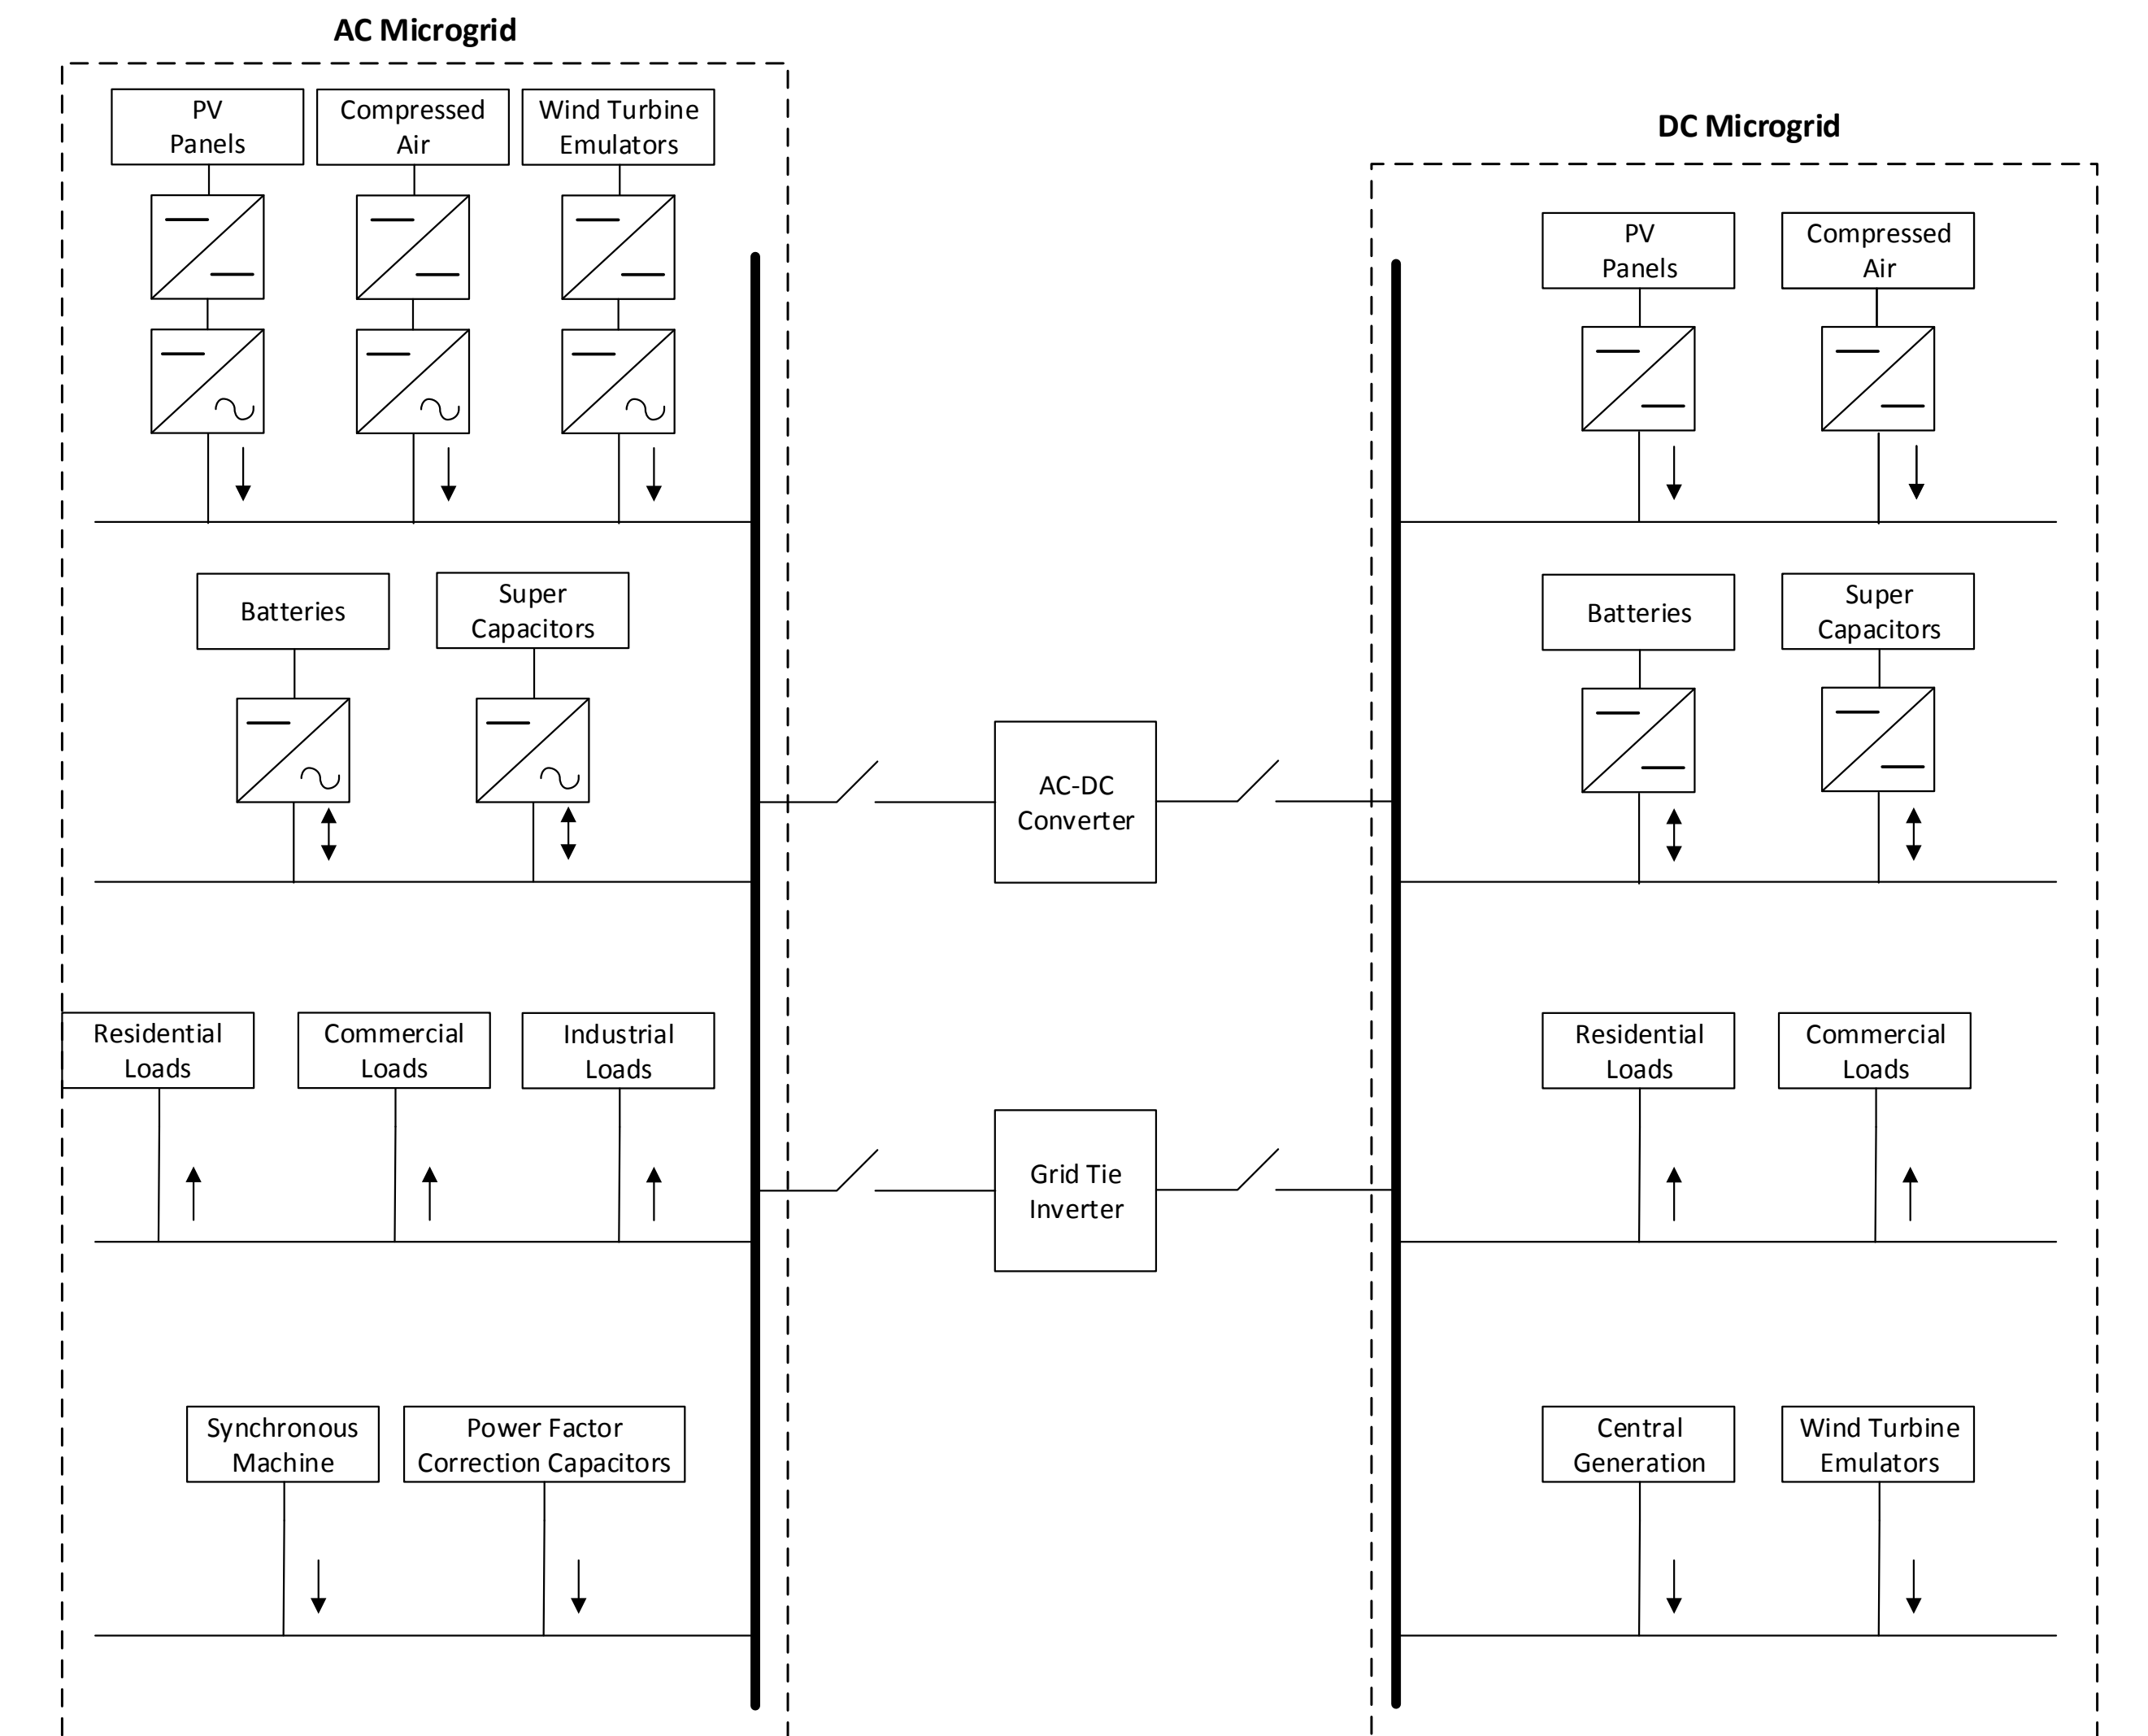 AC Microgrid
PV
Panels
Compressed
Air
Wind Turbine
Emulators
Batteries
Super
Capacitors
Residential
Loads
Commercial
Loads
Industrial
Loads
Synchronous
Machine
Power Factor
Correction Capacitors
AC-DC
Converter
Grid Tie
Inverter
DC Microgrid
PV
Panels
Compressed
Air
Batteries
Super
Capacitors
Residential
Loads
Commercial
Loads
Central
Generation
Wind Turbine
Emulators